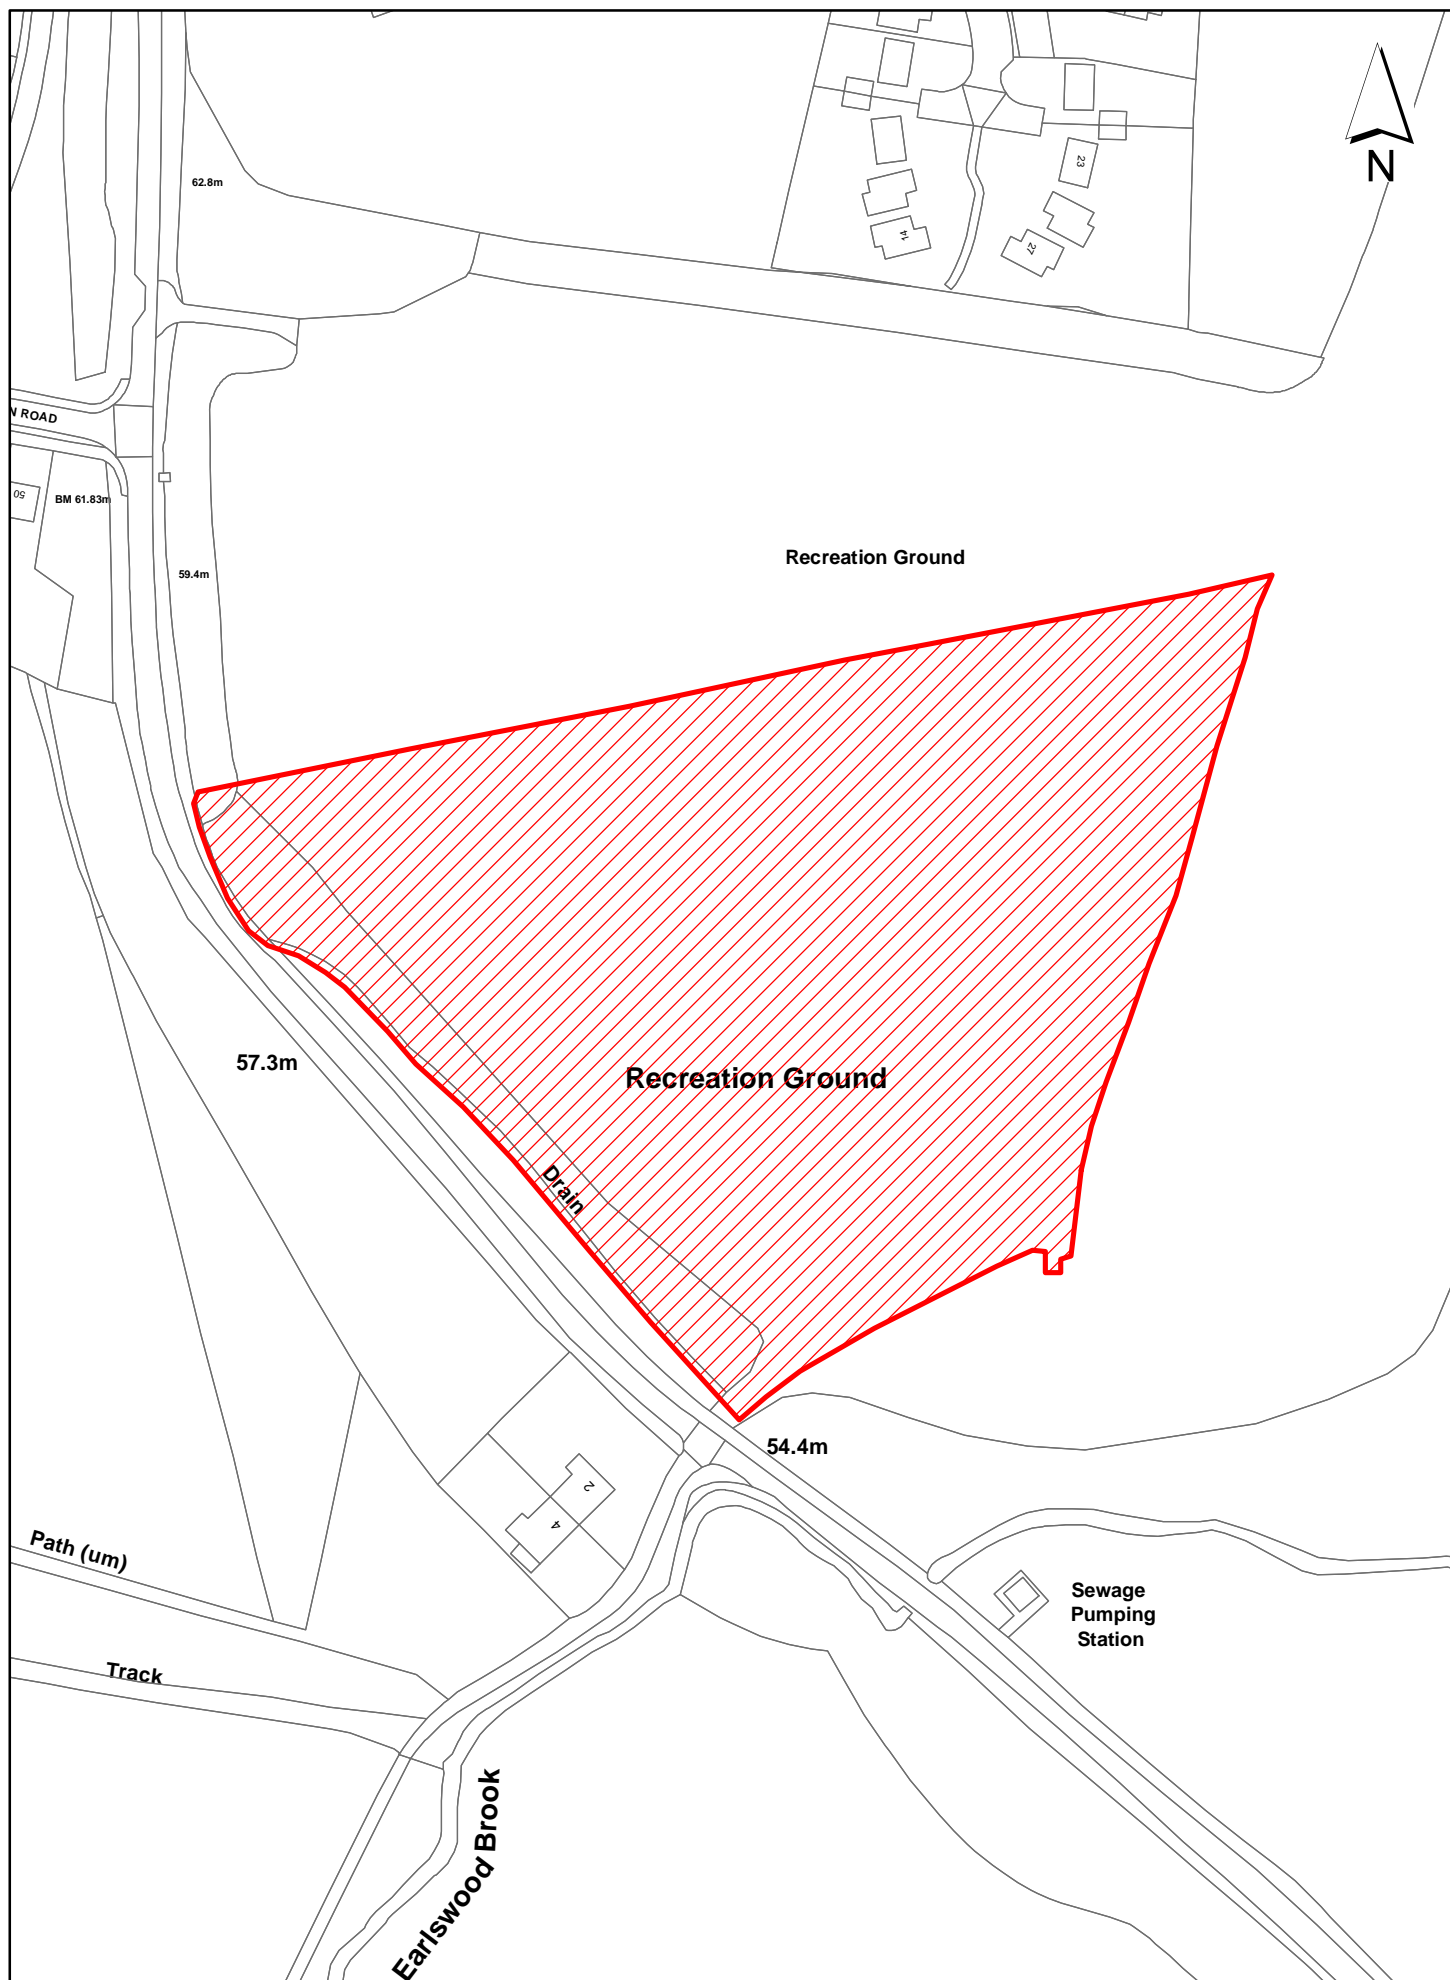 N
23
14
27
62.8m
N ROAD
50
BM 61.83m
59.4m
Recreation Ground
57.3m
Recreation Ground
Drain
54.4m
2
4
Path (um)
Sewage
Pumping
Station
Track
Earlswood Brook